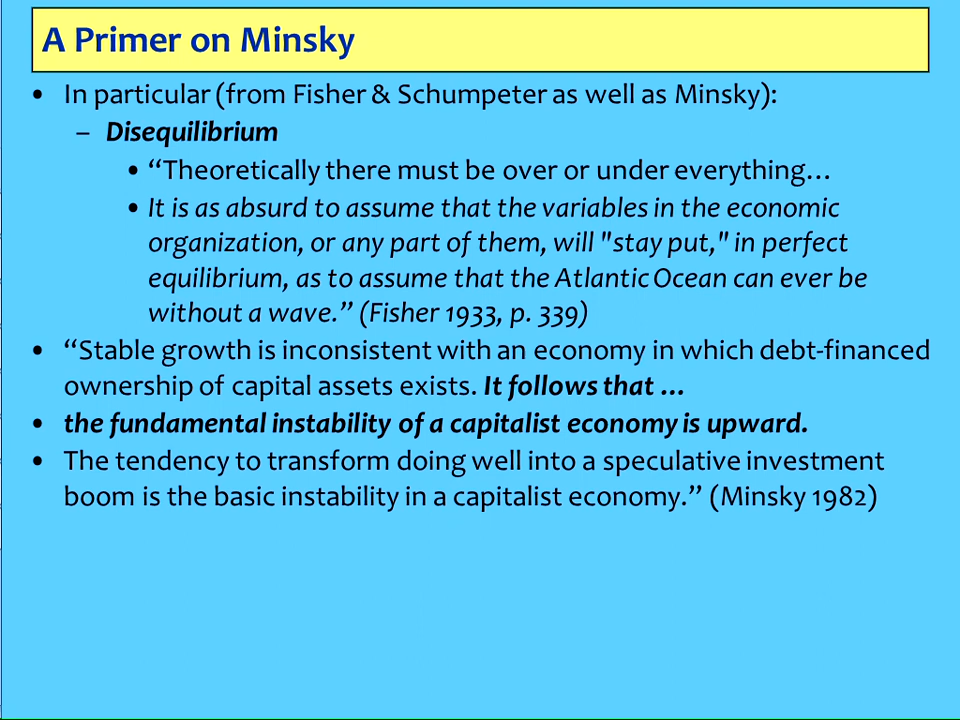 A Primer on Minsky
• In particular (from Fisher & Schumpeter as well as Minsky):
– Disequilibrium
• “Theoretically there must be over or under everything…
• It is as absurd to assume that the variables in the economic
organization, or any part of them, will "stay put," in perfect
equilibrium, as to assume that the Atlantic Ocean can ever be
without a wave.” (Fisher 1933, p. 339)
• “Stable growth is inconsistent with an economy in which debt-financed
ownership of capital assets exists. It follows that …
• the fundamental instability of a capitalist economy is upward.
• The tendency to transform doing well into a speculative investment
boom is the basic instability in a capitalist economy.” (Minsky 1982)